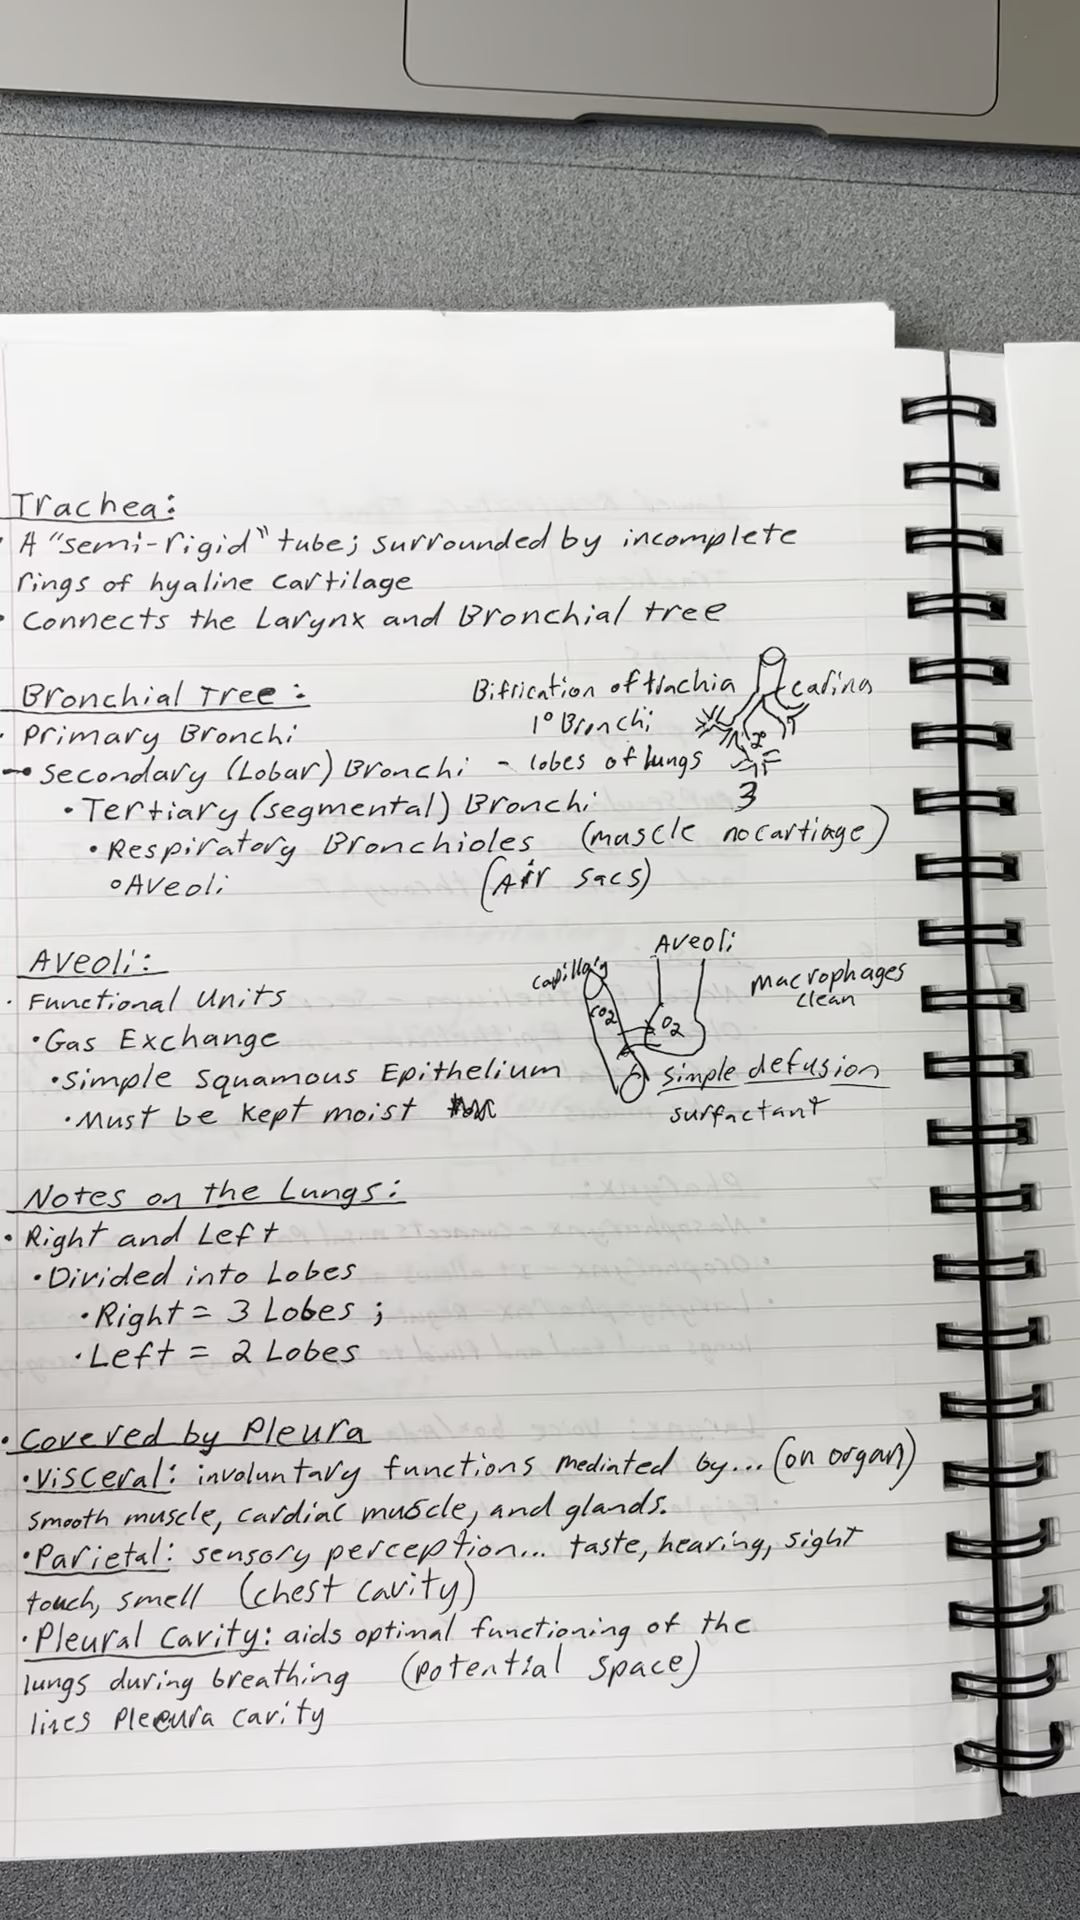 Trachea:
· A "semi-rigid" tube; surrounded by incomplete
rings of hyaline cartilage
· Connects the Larynx and Bronchial tree
Bronchial Tree:
Bifrication of trachia
carina
· Primary Bronchi
1° Bronchi
2°
· Secondary (Lobar) Bronchi - lobes of lungs
3
· Tertiary (segmental) Bronchi
· Respiratory Bronchioles (muscle no cartiage)
° Aveoli (Air sacs)
Aveoli:
Aveoli
capillary
macrophages
clean
· Functional Units
CO2
O2
· Gas Exchange
· Simple Squamous Epithelium
simple defusion
· Must be kept moist
surfactant
Notes on the Lungs:
· Right and Left
· Divided into Lobes
· Right = 3 Lobes ;
· Left = 2 Lobes
· Covered by Pleura
· Visceral: involuntary functions mediated by... (on organ)
smooth muscle, cardial muscle, and glands.
· Parietal: sensory perception... taste, hearing, sight
touch, smell (chest cavity)
· Pleural Cavity: aids optimal functioning of the
lungs during breathing (potential space)
lines Pleeura cavity